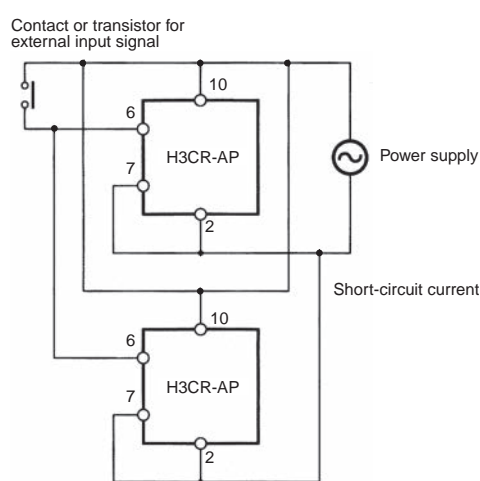 Contact or transistor for
external input signal
10
6
H3CR-AP
7
Power supply
2
Short-circuit current
10
6
H3CR-AP
7
2